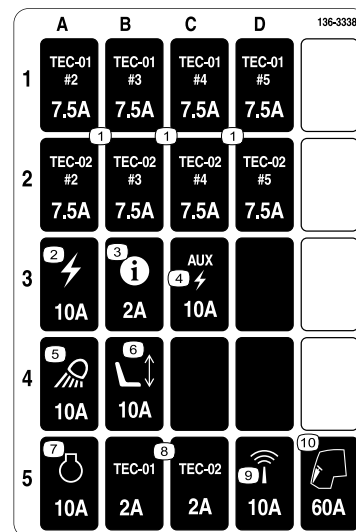 A B C D 136-3338
1
TEC-01 TEC-01 TEC-01 TEC-01
#2 #3 #4 #5
7.5A 7.5A 7.5A 7.5A
1 1 1
2
TEC-02 TEC-02 TEC-02 TEC-02
#2 #3 #4 #5
7.5A 7.5A 7.5A 7.5A
2 3 AUX
3 i 4
10A 2A 10A
5 6
4
10A 10A
7 8 10
5 TEC-01 TEC-02 9
10A 2A 2A 10A 60A